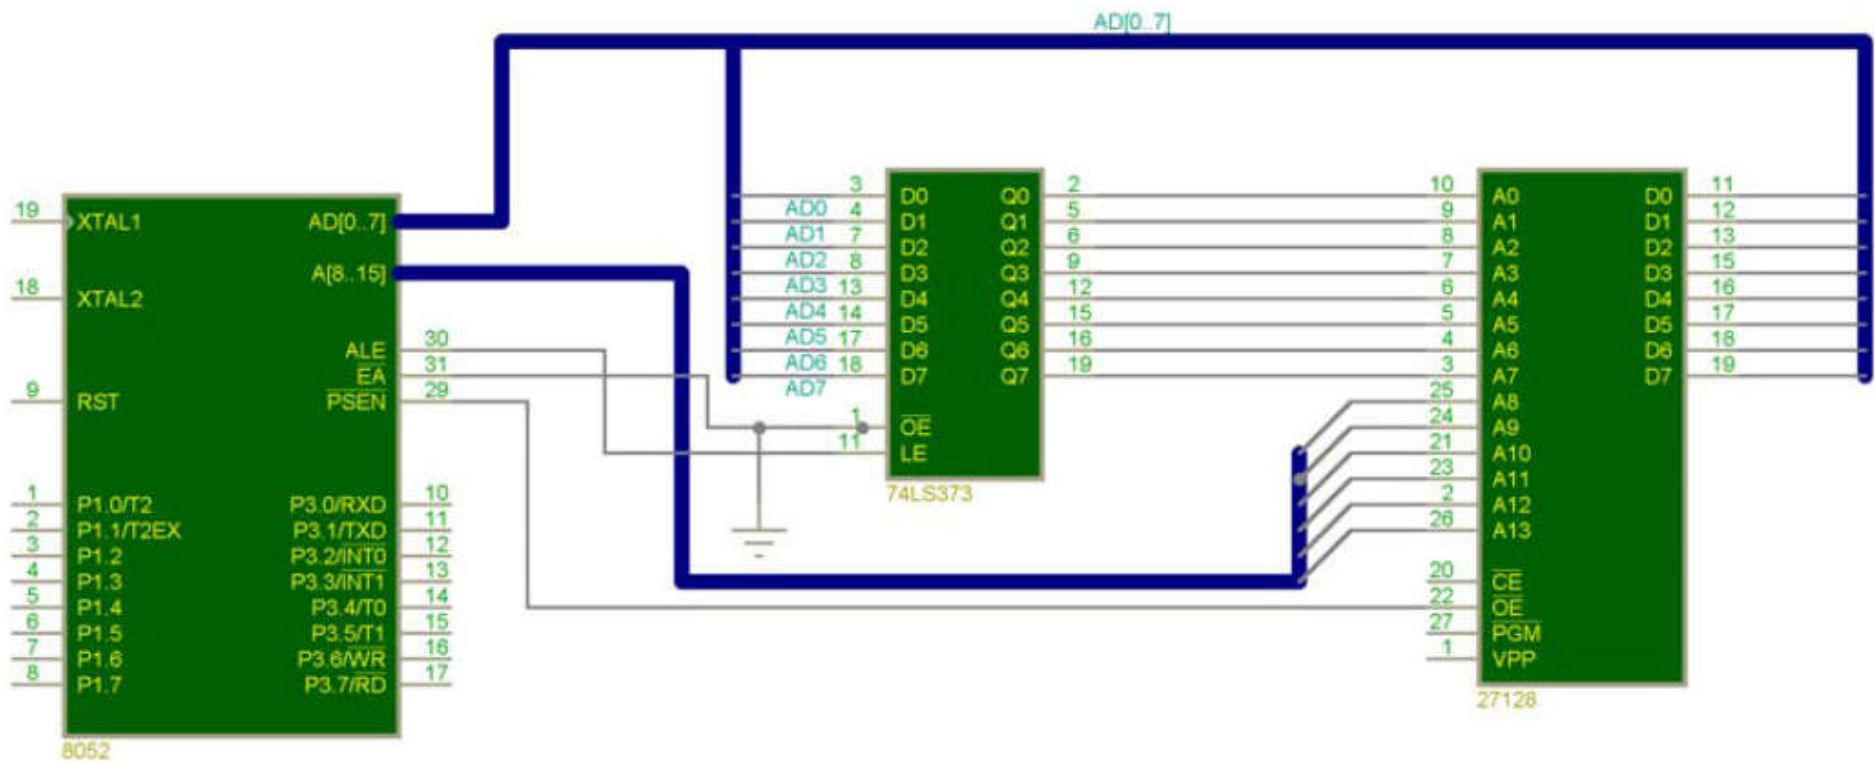 AD[0..7]
19 XTAL1 AD[0..7]
A[8..15]
18 XTAL2
ALE 30
EA 31
9 RST PSEN 29
1 P1.0/T2 P3.0/RXD 10
2 P1.1/T2EX P3.1/TXD 11
3 P1.2 P3.2/INT0 12
4 P1.3 P3.3/INT1 13
5 P1.4 P3.4/T0 14
6 P1.5 P3.5/T1 15
7 P1.6 P3.6/WR 16
8 P1.7 P3.7/RD 17
8052
3 D0 Q0 2
AD0 4 D1 Q1 5
AD1 7 D2 Q2 6
AD2 8 D3 Q3 9
AD3 13 D4 Q4 12
AD4 14 D5 Q5 15
AD5 17 D6 Q6 16
AD6 18 D7 Q7 19
AD7
1 OE
11 LE
74LS373
10 A0 D0 11
9 A1 D1 12
8 A2 D2 13
7 A3 D3 15
6 A4 D4 16
5 A5 D5 17
4 A6 D6 18
3 A7 D7 19
25 A8
24 A9
21 A10
23 A11
2 A12
26 A13
20 CE
22 OE
27 PGM
1 VPP
27128